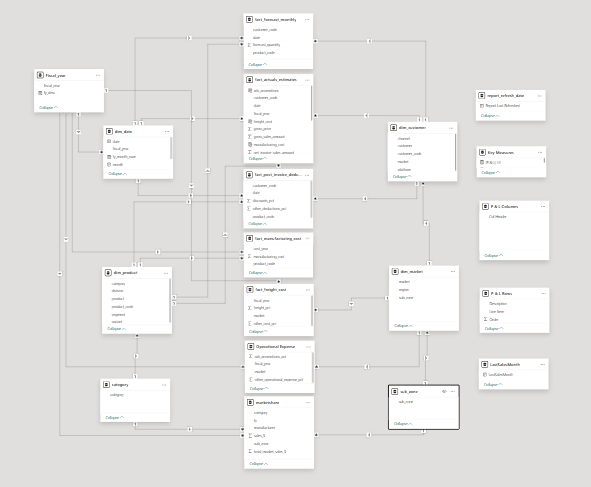 fact_forecast_monthly
customer_code
date
forecast_quantity
product_code
Collapse
Fiscal_year
fiscal_year
fy_desc
Collapse
fact_actuals_estimates
ads_promotions
customer_code
date
fiscal_year
freight_cost
gross_price
gross_sales_amount
manufacturing_cost
net_invoice_sales_amount
Collapse
report_refresh_date
Report Last Refreshed
Collapse
dim_date
date
fiscal_year
fy_month_num
month
Collapse
dim_customer
channel
customer
customer_code
market
platform
Collapse
Key Measures
Collapse
fact_post_invoice_deduc...
customer_code
date
discounts_pct
other_deductions_pct
product_code
Collapse
P & L Columns
Col Header
Collapse
fact_manufacturing_cost
cost_year
manufacturing_cost
product_code
Collapse
dim_product
category
division
product
product_code
segment
variant
Collapse
dim_market
market
region
sub_zone
Collapse
fact_freight_cost
fiscal_year
freight_pct
market
other_cost_pct
Collapse
P & L Rows
Description
Line Item
Order
Collapse
Operational Expense
ads_promotions_pct
fiscal_year
market
other_operational_expense_pct
Collapse
LastSalesMonth
LastSalesMonth
Collapse
category
category
Collapse
sub_zone
sub_zone
Collapse
marketshare
category
fy
manufacturer
sales_$
sub_zone
total_market_sales_$
Collapse